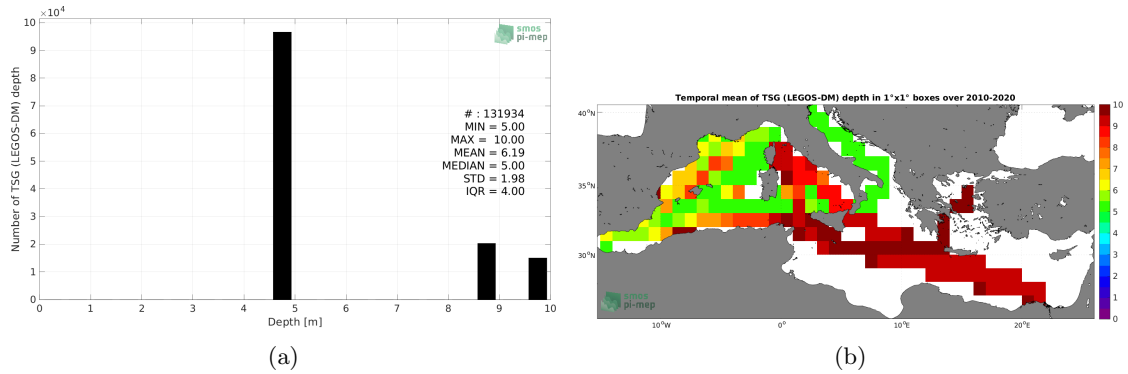 10 × 10⁴
smos
pi-mep
9
8
7
6
5
4
3
2
1
0
Number of TSG (LEGOS-DM) depth
# : 131934
MIN = 5.00
MAX = 10.00
MEAN = 6.19
MEDIAN = 5.00
STD = 1.98
IQR = 4.00
0 1 2 3 4 5 6 7 8 9 10
Depth [m]
(a)
Temporal mean of TSG (LEGOS-DM) depth in 1°x1° boxes over 2010-2020
40°N
35°N
30°N
10°W 0° 10°E 20°E
smos
pi-mep
10
9
8
7
6
5
4
3
2
1
0
(b)